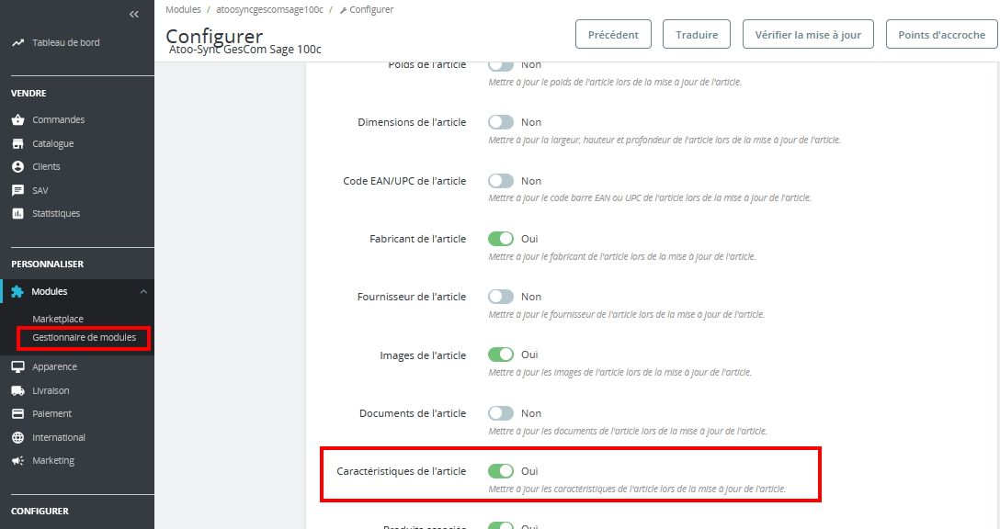 Modules / atoosyncgescomsage100c / Configurer
Configurer
Atoo-Sync GesCom Sage 100c
Précédent
Traduire
Vérifier la mise à jour
Points d'accroche
Tableau de bord
VENDRE
Commandes
Catalogue
Clients
SAV
Statistiques
PERSONNALISER
Modules
Marketplace
Gestionnaire de modules
Apparence
Livraison
Paiement
International
Marketing
CONFIGURER
Poids de l'article Non
Mettre à jour le poids de l'article lors de la mise à jour de l'article.
Dimensions de l'article Non
Mettre à jour la largeur, hauteur et profondeur de l'article lors de la mise à jour de l'article.
Code EAN/UPC de l'article Non
Mettre à jour le code barre EAN ou UPC de l'article lors de la mise à jour de l'article.
Fabricant de l'article Oui
Mettre à jour le fabricant de l'article lors de la mise à jour de l'article.
Fournisseur de l'article Non
Mettre à jour le fournisseur de l'article lors de la mise à jour de l'article.
Images de l'article Oui
Mettre à jour les images de l'article lors de la mise à jour de l'article.
Documents de l'article Non
Mettre à jour les documents de l'article lors de la mise à jour de l'article.
Caractéristiques de l'article Oui
Mettre à jour les caractéristiques de l'article lors de la mise à jour de l'article.
Produits associés Oui